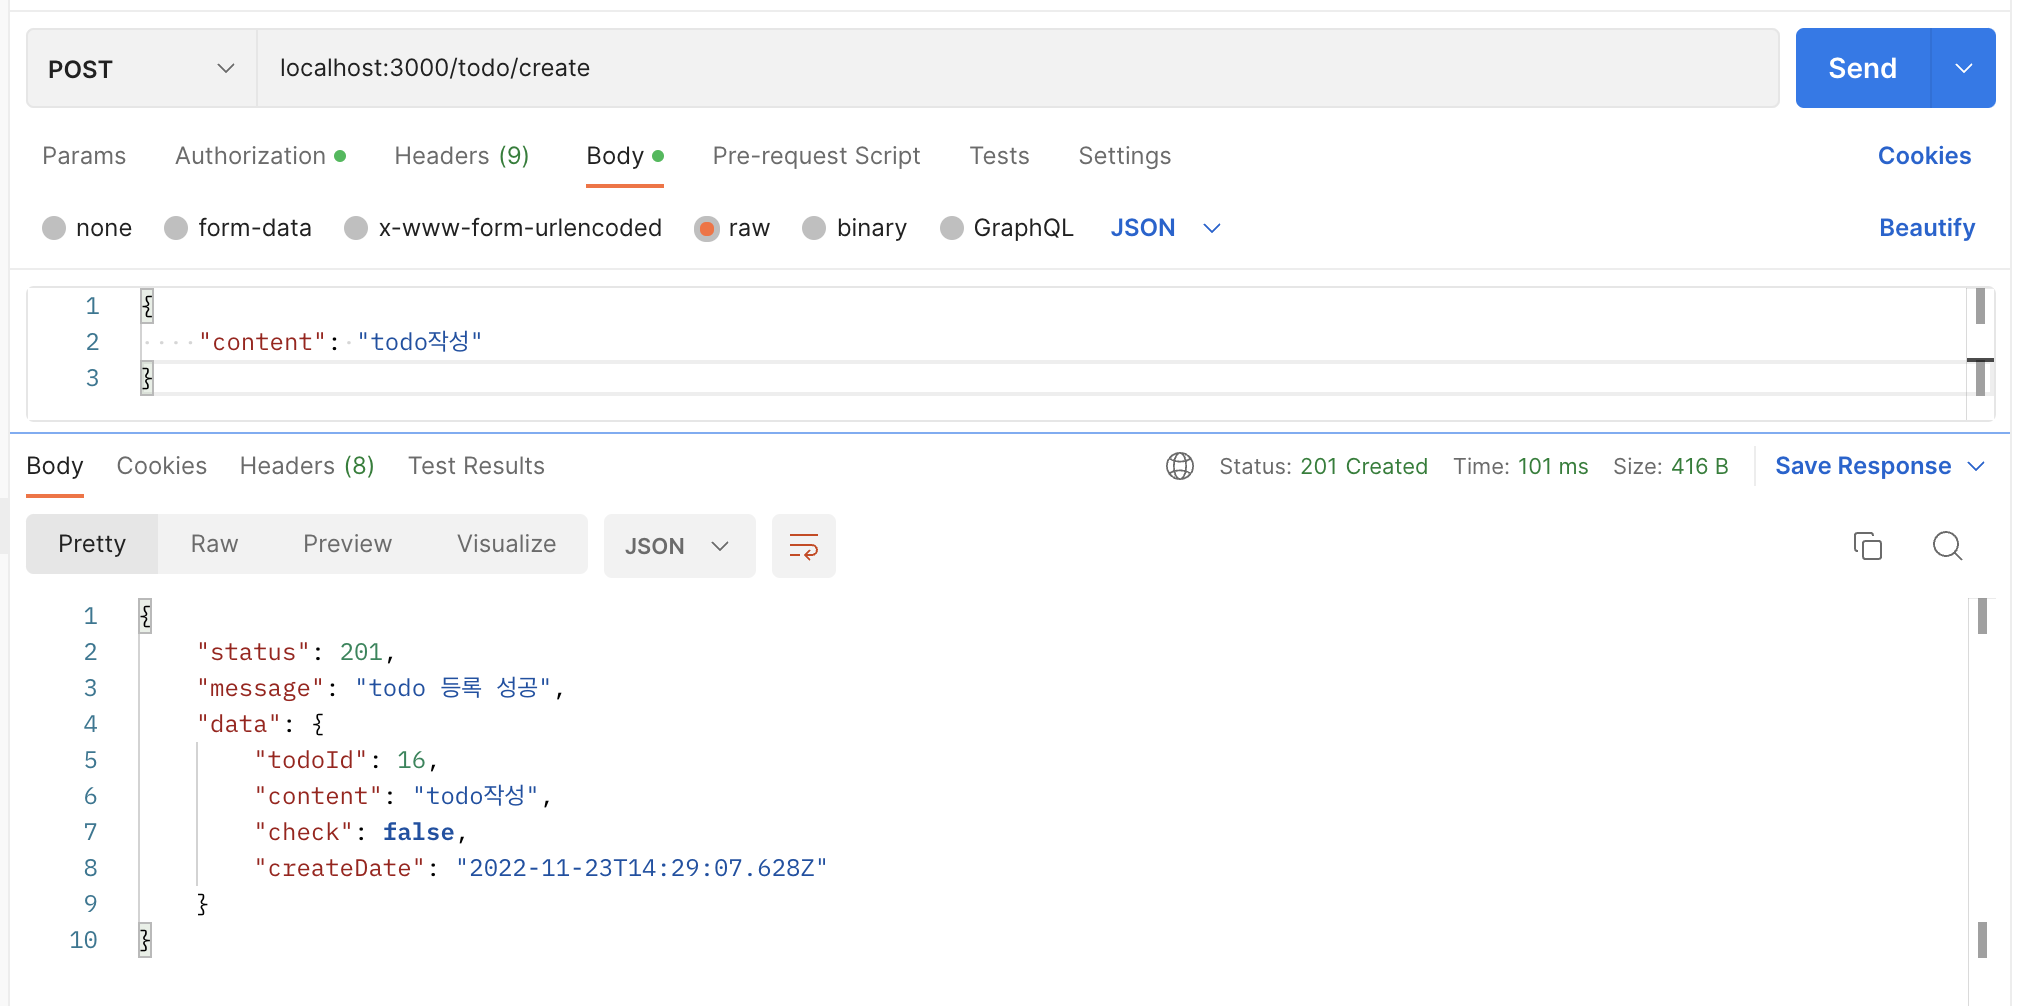 POST localhost:3000/todo/create Send
Params Authorization Headers (9) Body Pre-request Script Tests Settings Cookies
none form-data x-www-form-urlencoded raw binary GraphQL JSON Beautify
1 {
2 "content": "todo작성"
3 }
Body Cookies Headers (8) Test Results Status: 201 Created Time: 101 ms Size: 416 B Save Response
Pretty Raw Preview Visualize JSON
1 {
2 "status": 201,
3 "message": "todo 등록 성공",
4 "data": {
5 "todoId": 16,
6 "content": "todo작성",
7 "check": false,
8 "createDate": "2022-11-23T14:29:07.628Z"
9 }
10 }